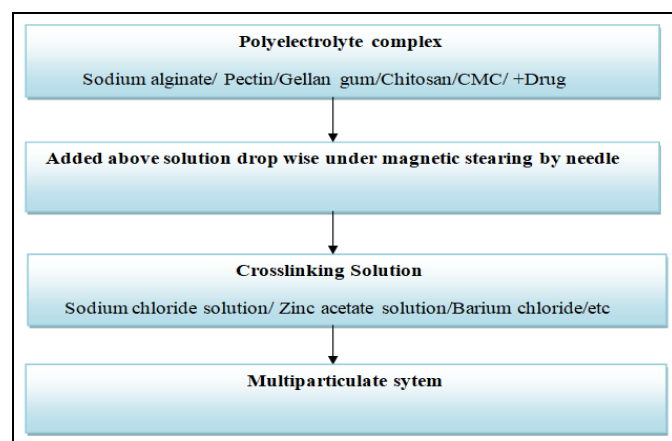 Polyelectrolyte complex
Sodium alginate/ Pectin/Gellan gum/Chitosan/CMC/ +Drug
Added above solution drop wise under magnetic stearing by needle
Crosslinking Solution
Sodium chloride solution/ Zinc acetate solution/Barium chloride/etc
Multiparticulate sytem